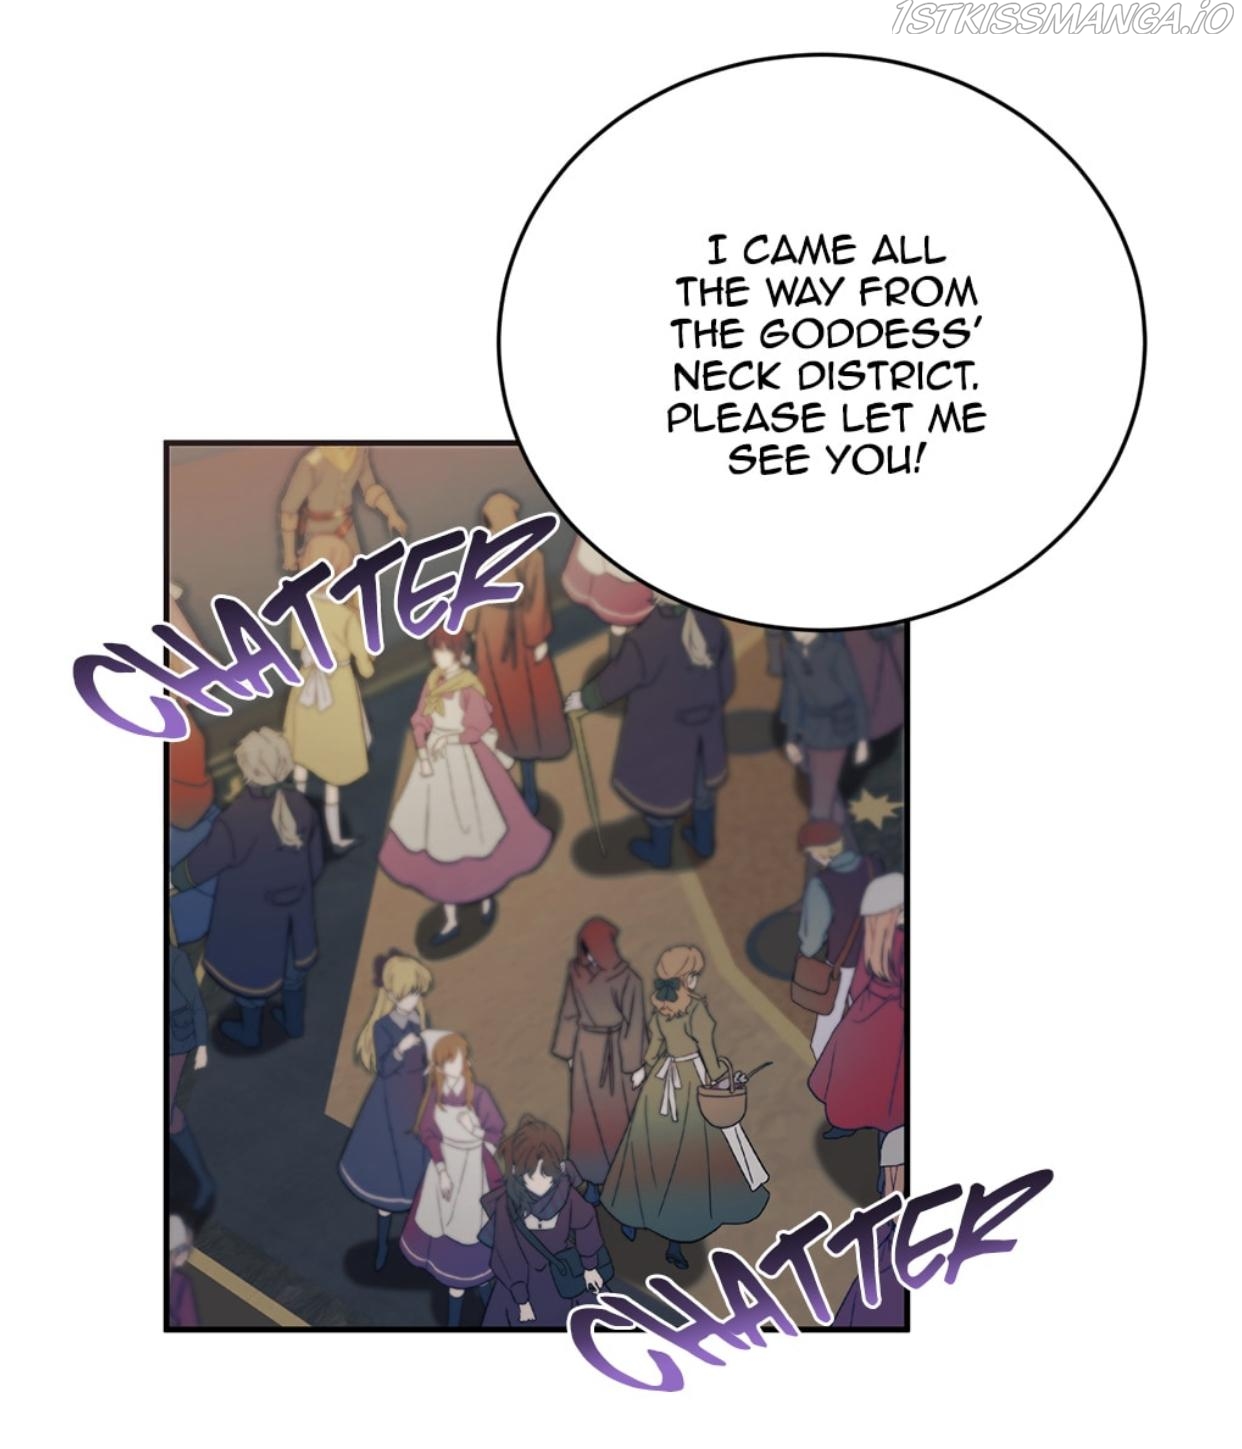 1STKISSMANGA.IO
I CAME ALL
THE WAY FROM
THE GODDESS'
NECK DISTRICT.
PLEASE LET ME
SEE YOU!
CHATTER
CHATTER